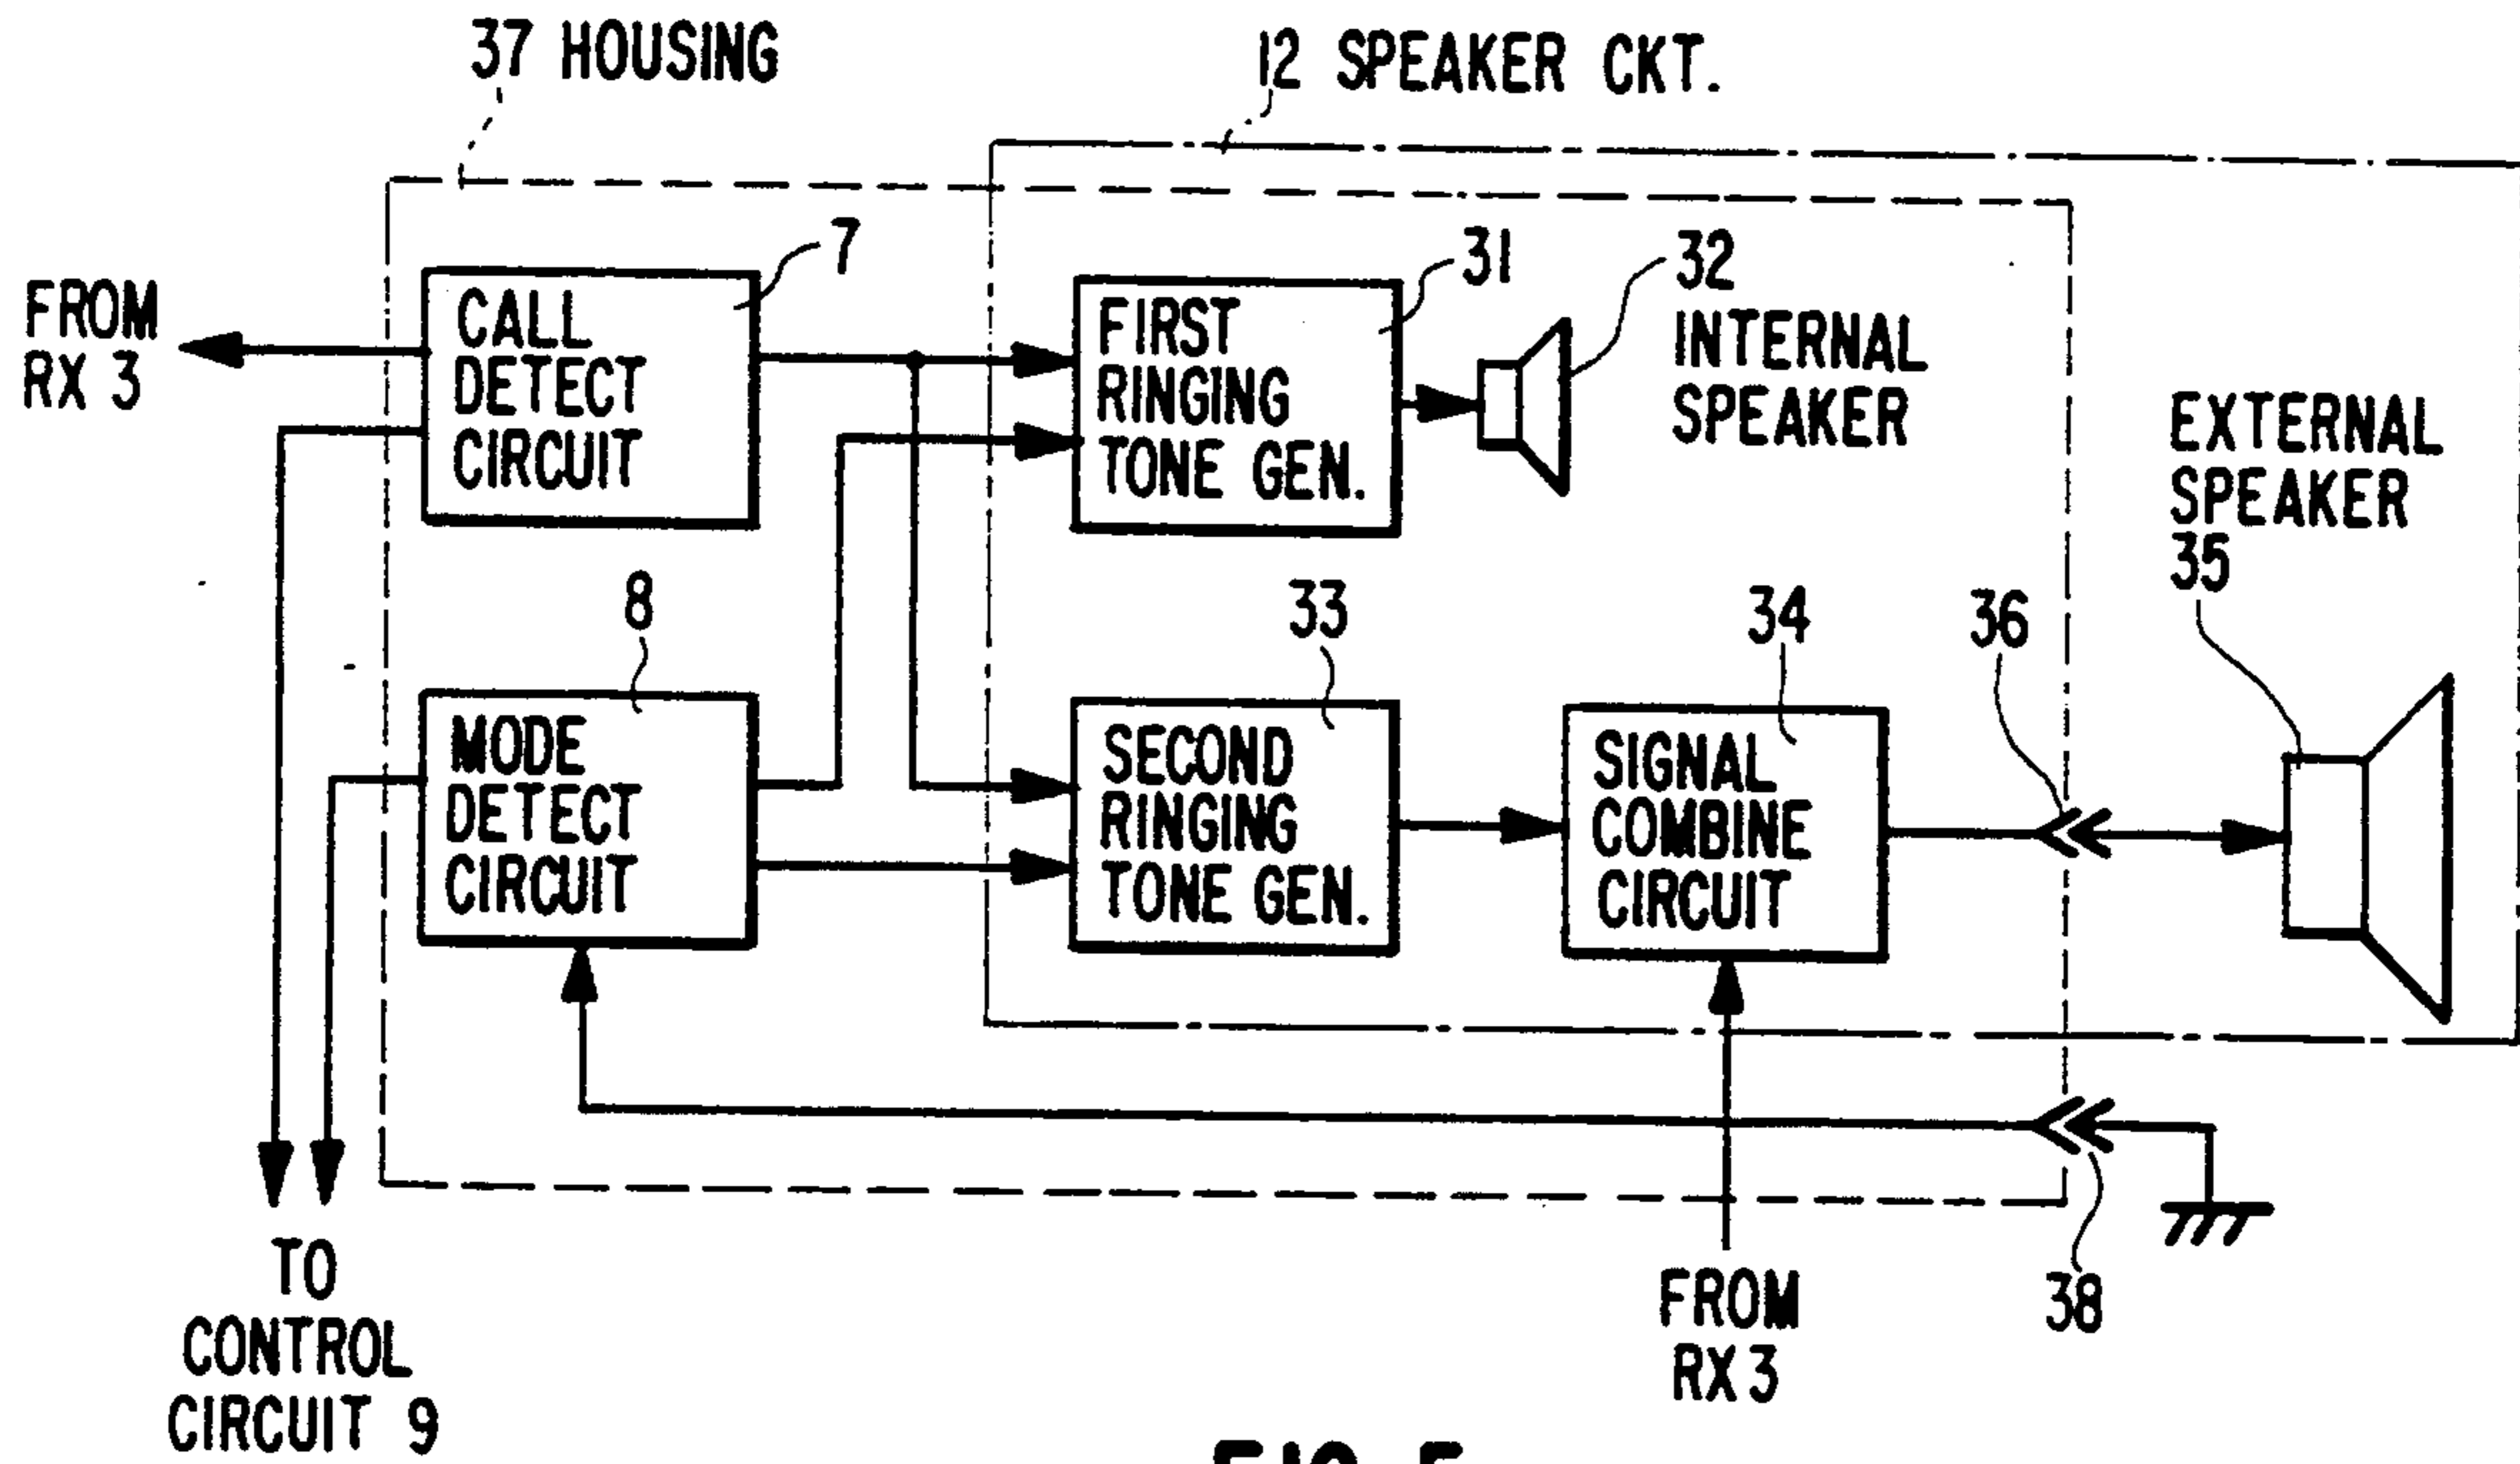 37 HOUSING
12 SPEAKER CKT.
7
31
32
INTERNAL
SPEAKER
FROM
RX 3
CALL
DETECT
CIRCUIT
FIRST
RINGING
TONE GEN.
EXTERNAL
SPEAKER
35
8
33
34
36
MODE
DETECT
CIRCUIT
SECOND
RINGING
TONE GEN.
SIGNAL
COMBINE
CIRCUIT
TO
CONTROL
CIRCUIT 9
FROM
RX 3
38